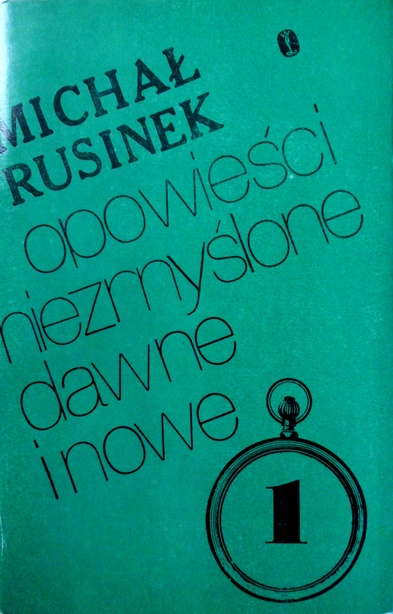 MICHAŁ
RUSINEK
opowieści
niezmyślone
dawne
i nowe
1